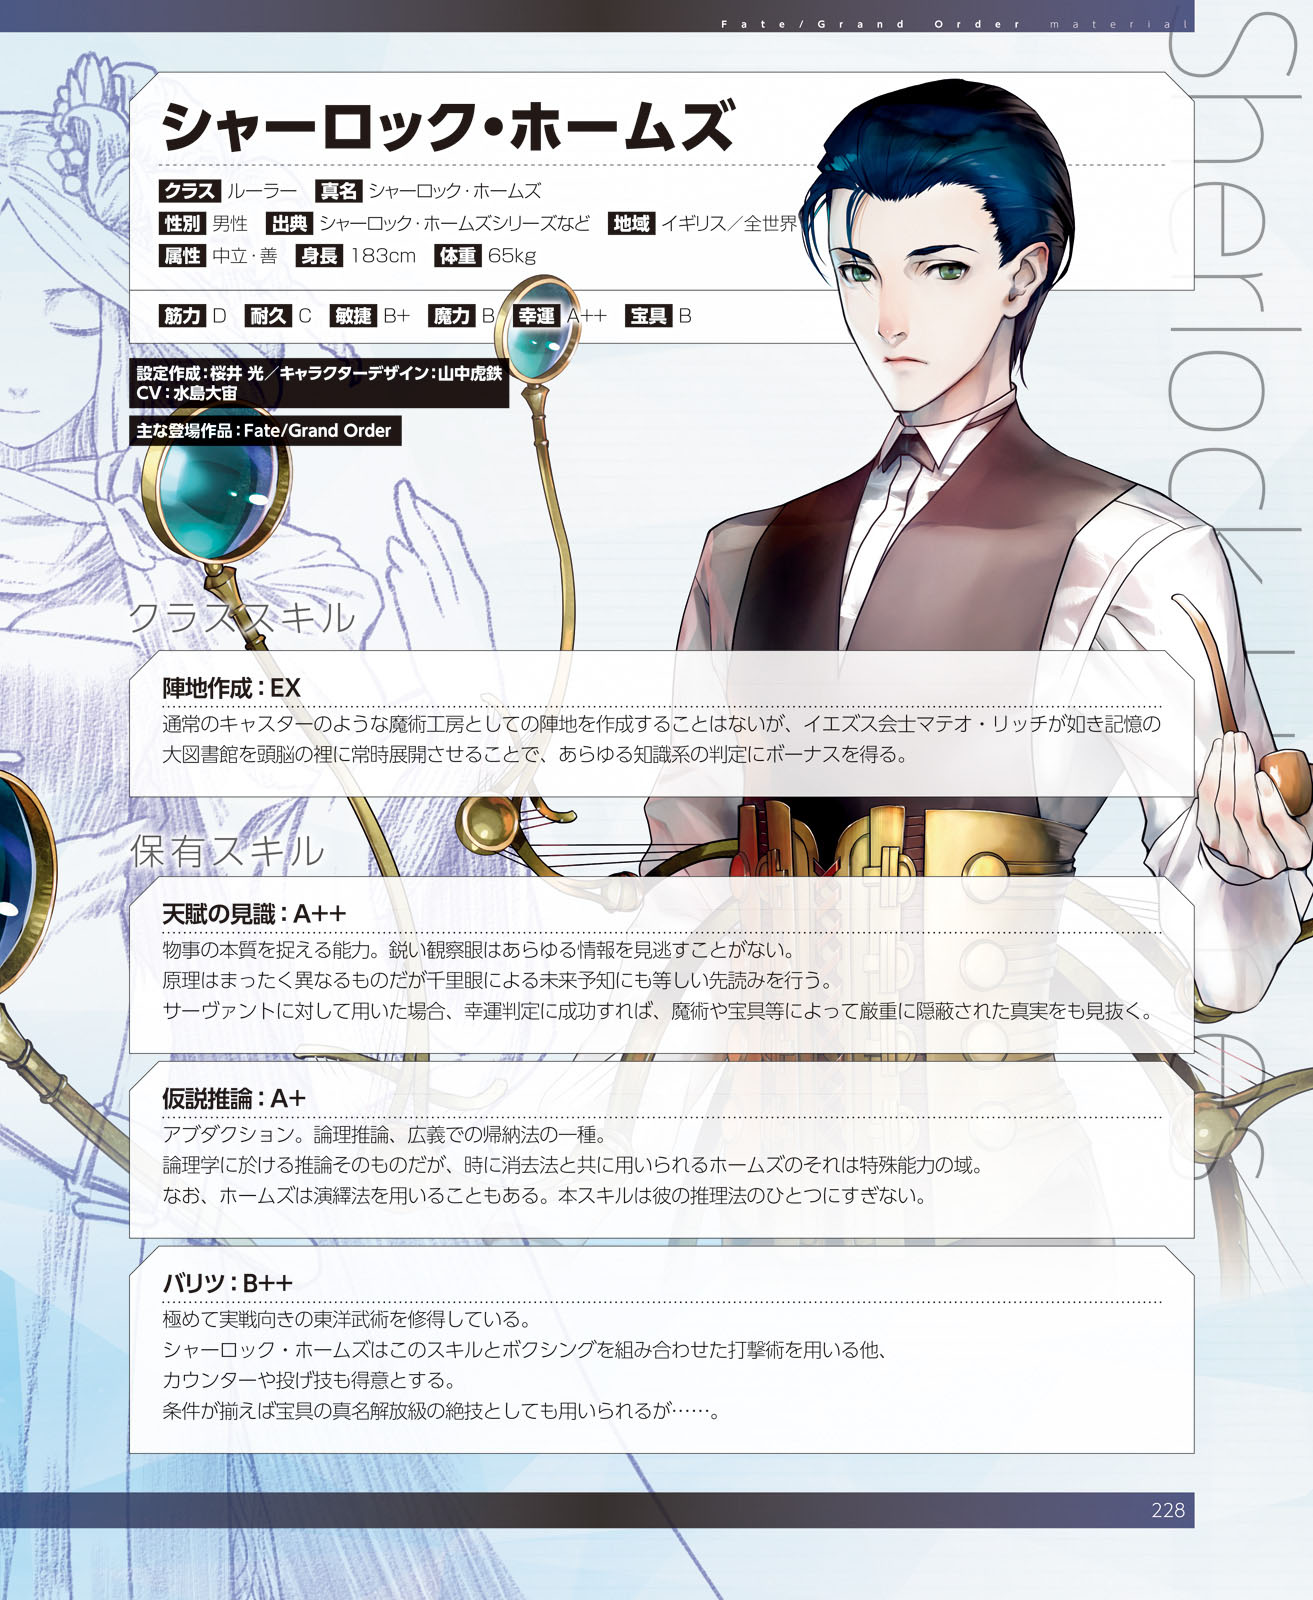 Fate/Grand Order material
Sherlock Holmes
シャーロック・ホームズ
クラス ルーラー 真名 シャーロック・ホームズ
性別 男性 出典 シャーロック・ホームズシリーズなど 地域 イギリス／全世界
属性 中立・善 身長 183cm 体重 65kg
筋力 D 耐久 C 敏捷 B+ 魔力 B 幸運 A++ 宝具 B
設定作成：桜井 光／キャラクターデザイン：山中虎鉄
CV：水島大宙
主な登場作品：Fate/Grand Order
クラススキル
陣地作成：EX
通常のキャスターのような魔術工房としての陣地を作成することはないが、イエズス会士マテオ・リッチが如き記憶の
大図書館を頭脳の裡に常時展開させることで、あらゆる知識系の判定にボーナスを得る。
保有スキル
天賦の見識：A++
物事の本質を捉える能力。鋭い観察眼はあらゆる情報を見逃すことがない。
原理はまったく異なるものだが千里眼による未来予知にも等しい先読みを行う。
サーヴァントに対して用いた場合、幸運判定に成功すれば、魔術や宝具等によって厳重に隠蔽された真実をも見抜く。
仮説推論：A+
アブダクション。論理推論、広義での帰納法の一種。
論理学に於ける推論そのものだが、時に消去法と共に用いられるホームズのそれは特殊能力の域。
なお、ホームズは演繹法を用いることもある。本スキルは彼の推理法のひとつにすぎない。
バリツ：B++
極めて実戦向きの東洋武術を修得している。
シャーロック・ホームズはこのスキルとボクシングを組み合わせた打撃術を用いる他、
カウンターや投げ技も得意とする。
条件が揃えば宝具の真名解放級の絶技としても用いられるが……。
228